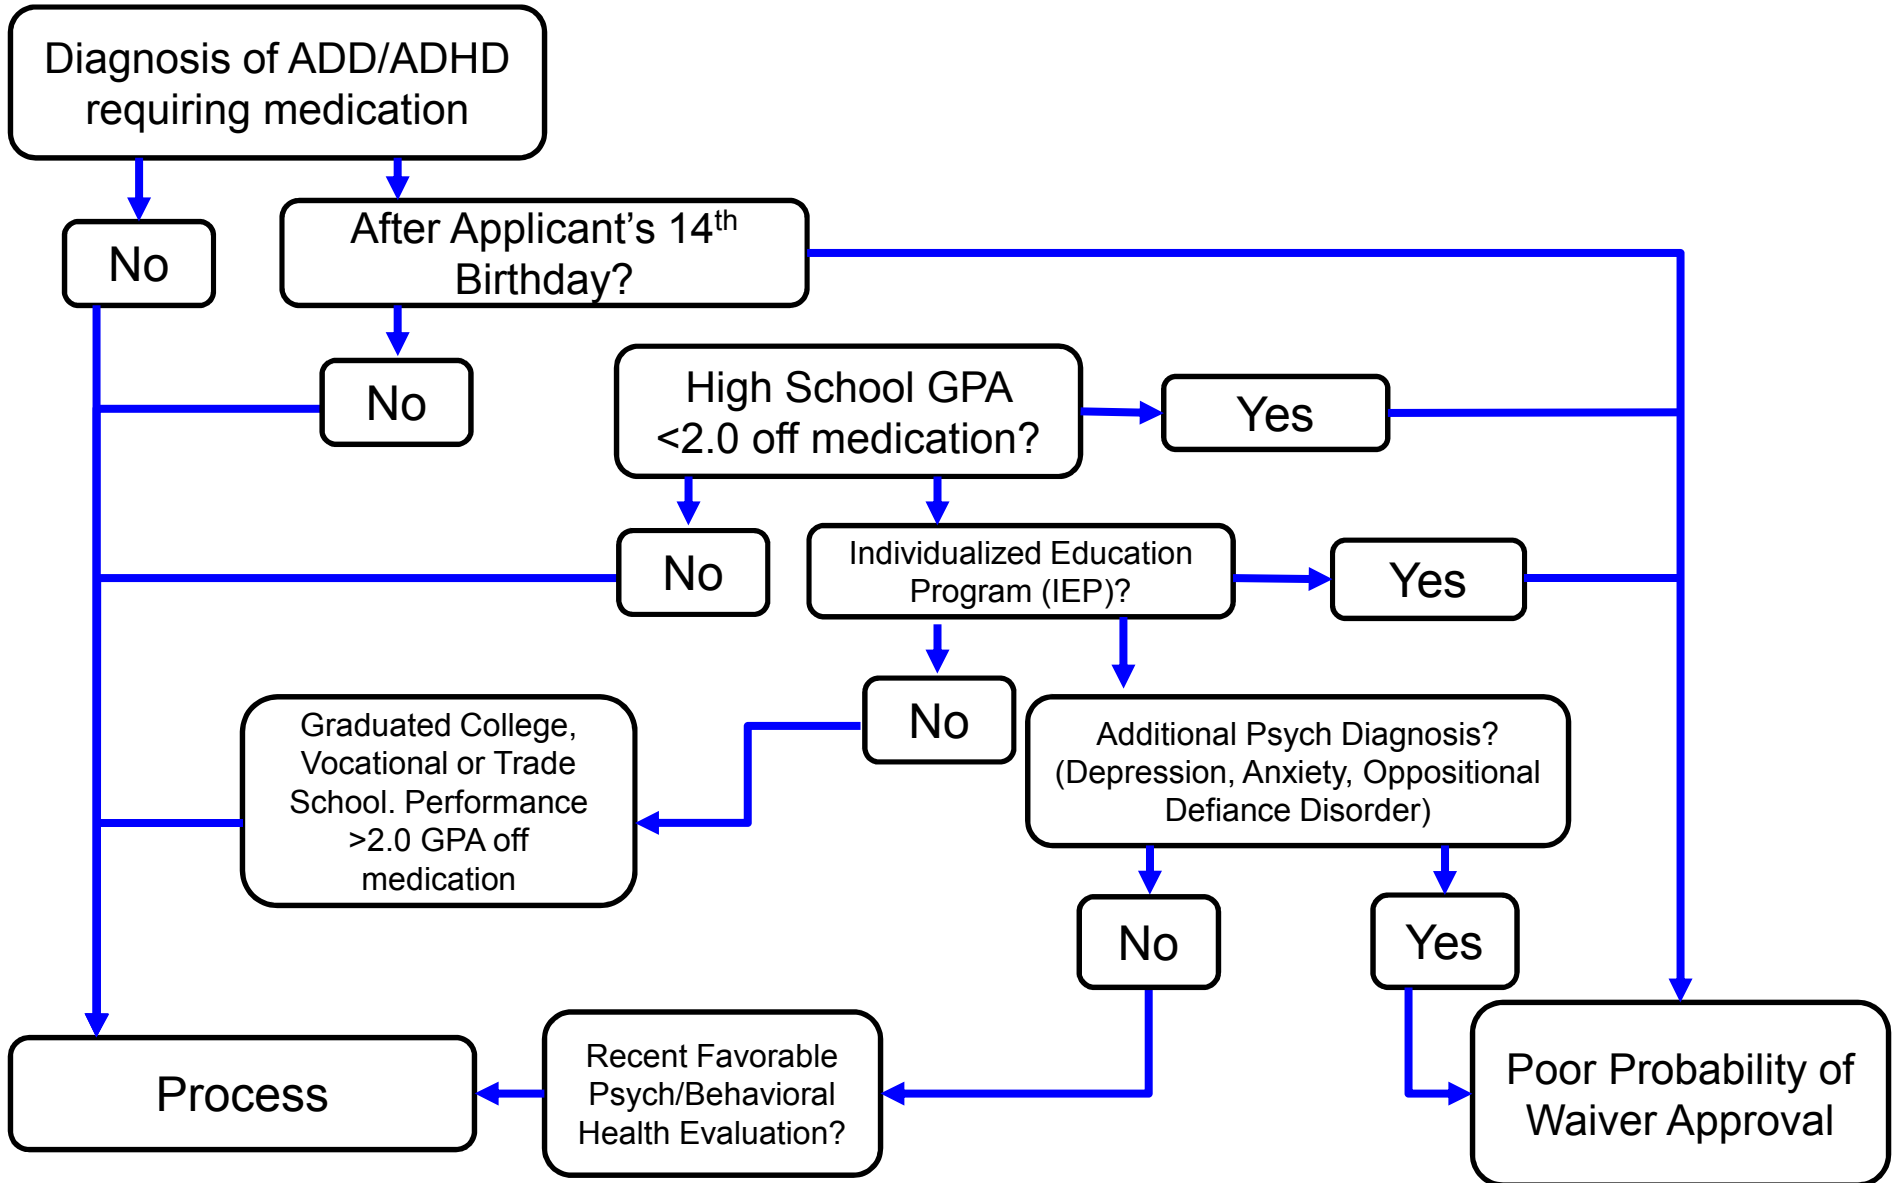 Diagnosis of ADD/ADHD
requiring medication
No
After Applicant’s 14th
Birthday?
No
High School GPA
<2.0 off medication?
Yes
No
Individualized Education
Program (IEP)?
Yes
No
Graduated College,
Vocational or Trade
School. Performance
>2.0 GPA off
medication
Additional Psych Diagnosis?
(Depression, Anxiety, Oppositional
Defiance Disorder)
No
Yes
Process
Recent Favorable
Psych/Behavioral
Health Evaluation?
Poor Probability of
Waiver Approval